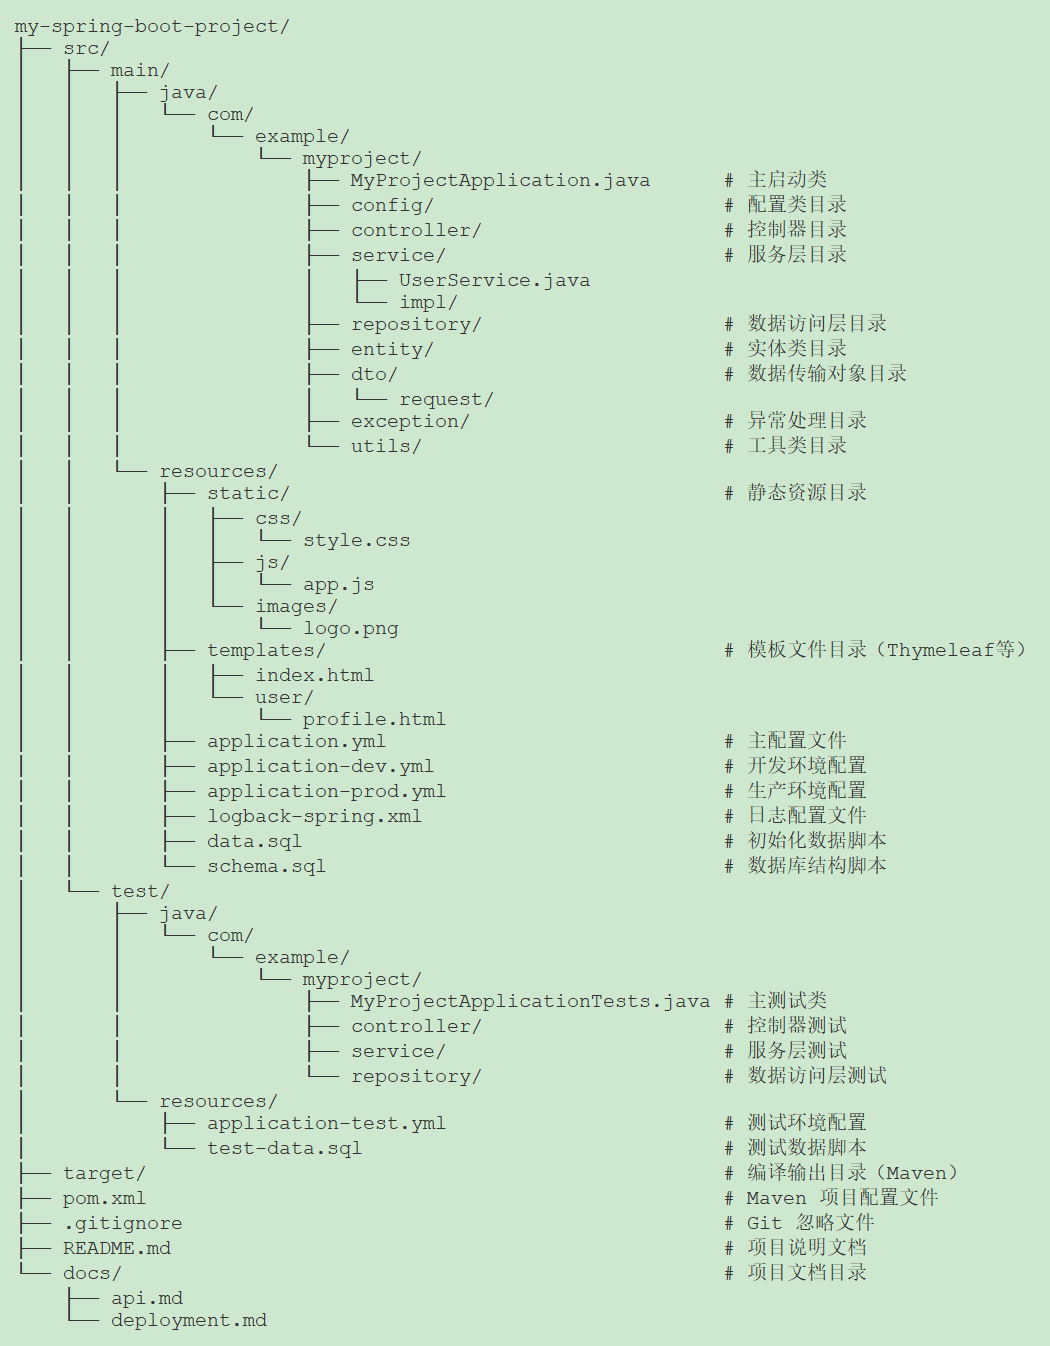 my-spring-boot-project/
├── src/
│   ├── main/
│   │   ├── java/
│   │   │   └── com/
│   │   │       └── example/
│   │   │           └── myproject/
│   │   │               ├── MyProjectApplication.java      # 主启动类
│   │   │               ├── config/                        # 配置类目录
│   │   │               ├── controller/                    # 控制器目录
│   │   │               ├── service/                       # 服务层目录
│   │   │               │   ├── UserService.java
│   │   │               │   └── impl/
│   │   │               ├── repository/                    # 数据访问层目录
│   │   │               ├── entity/                        # 实体类目录
│   │   │               ├── dto/                           # 数据传输对象目录
│   │   │               │   └── request/
│   │   │               ├── exception/                     # 异常处理目录
│   │   │               └── utils/                         # 工具类目录
│   │   └── resources/
│   │       ├── static/                                    # 静态资源目录
│   │       │   ├── css/
│   │       │   │   └── style.css
│   │       │   ├── js/
│   │       │   │   └── app.js
│   │       │   └── images/
│   │       │       └── logo.png
│   │       ├── templates/                                 # 模板文件目录（Thymeleaf等）
│   │       │   ├── index.html
│   │       │   └── user/
│   │       │       └── profile.html
│   │       ├── application.yml                            # 主配置文件
│   │       ├── application-dev.yml                        # 开发环境配置
│   │       ├── application-prod.yml                       # 生产环境配置
│   │       ├── logback-spring.xml                         # 日志配置文件
│   │       ├── data.sql                                   # 初始化数据脚本
│   │       └── schema.sql                                 # 数据库结构脚本
│   └── test/
│       ├── java/
│       │   └── com/
│       │       └── example/
│       │           └── myproject/
│       │               ├── MyProjectApplicationTests.java # 主测试类
│       │               ├── controller/                    # 控制器测试
│       │               ├── service/                       # 服务层测试
│       │               └── repository/                    # 数据访问层测试
│       └── resources/
│           ├── application-test.yml                       # 测试环境配置
│           └── test-data.sql                              # 测试数据脚本
├── target/                                                # 编译输出目录（Maven）
├── pom.xml                                                # Maven 项目配置文件
├── .gitignore                                             # Git 忽略文件
├── README.md                                              # 项目说明文档
└── docs/                                                  # 项目文档目录
    ├── api.md
    └── deployment.md